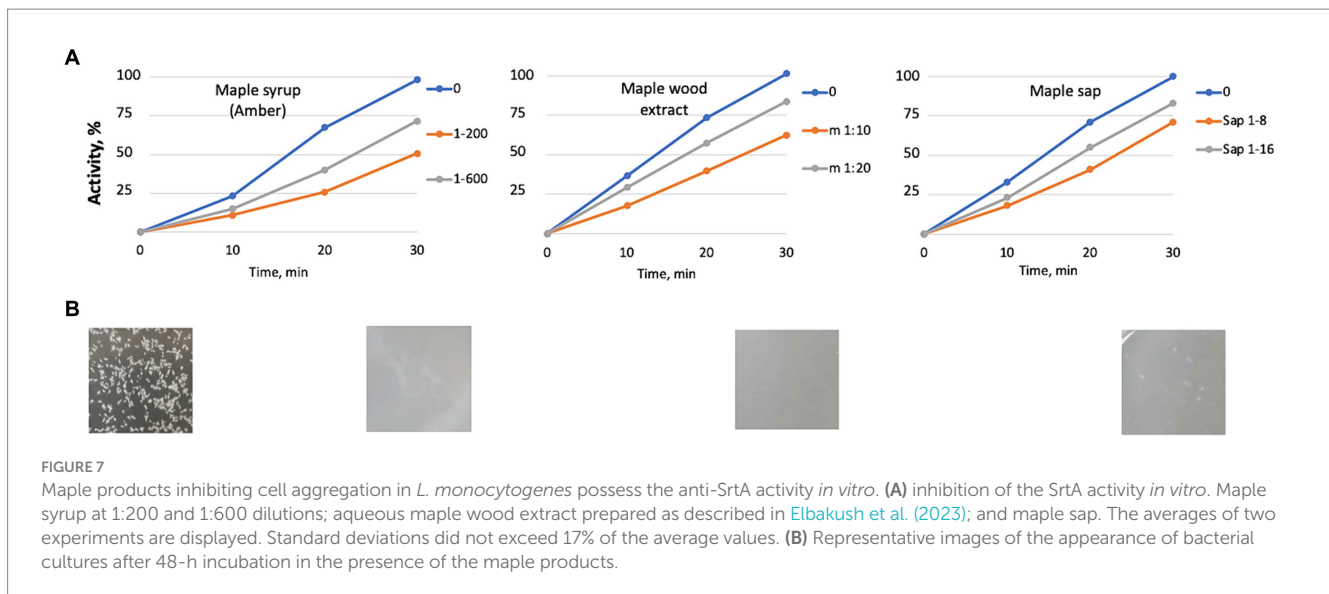 A
Activity, %
100
75
50
25
Maple syrup
(Amber)
0
1-200
1-600
0 10 20 30
Time, min
100
75
50
25
Maple wood
extract
0
m 1:10
m 1:20
0 10 20 30
Time, min
100
75
50
25
Maple sap
0
Sap 1-8
Sap 1-16
0 10 20 30
Time, min
B
FIGURE 7
Maple products inhibiting cell aggregation in L. monocytogenes possess the anti-SrtA activity in vitro. (A) inhibition of the SrtA activity in vitro. Maple
syrup at 1:200 and 1:600 dilutions; aqueous maple wood extract prepared as described in Elbakush et al. (2023); and maple sap. The averages of two
experiments are displayed. Standard deviations did not exceed 17% of the average values. (B) Representative images of the appearance of bacterial
cultures after 48-h incubation in the presence of the maple products.